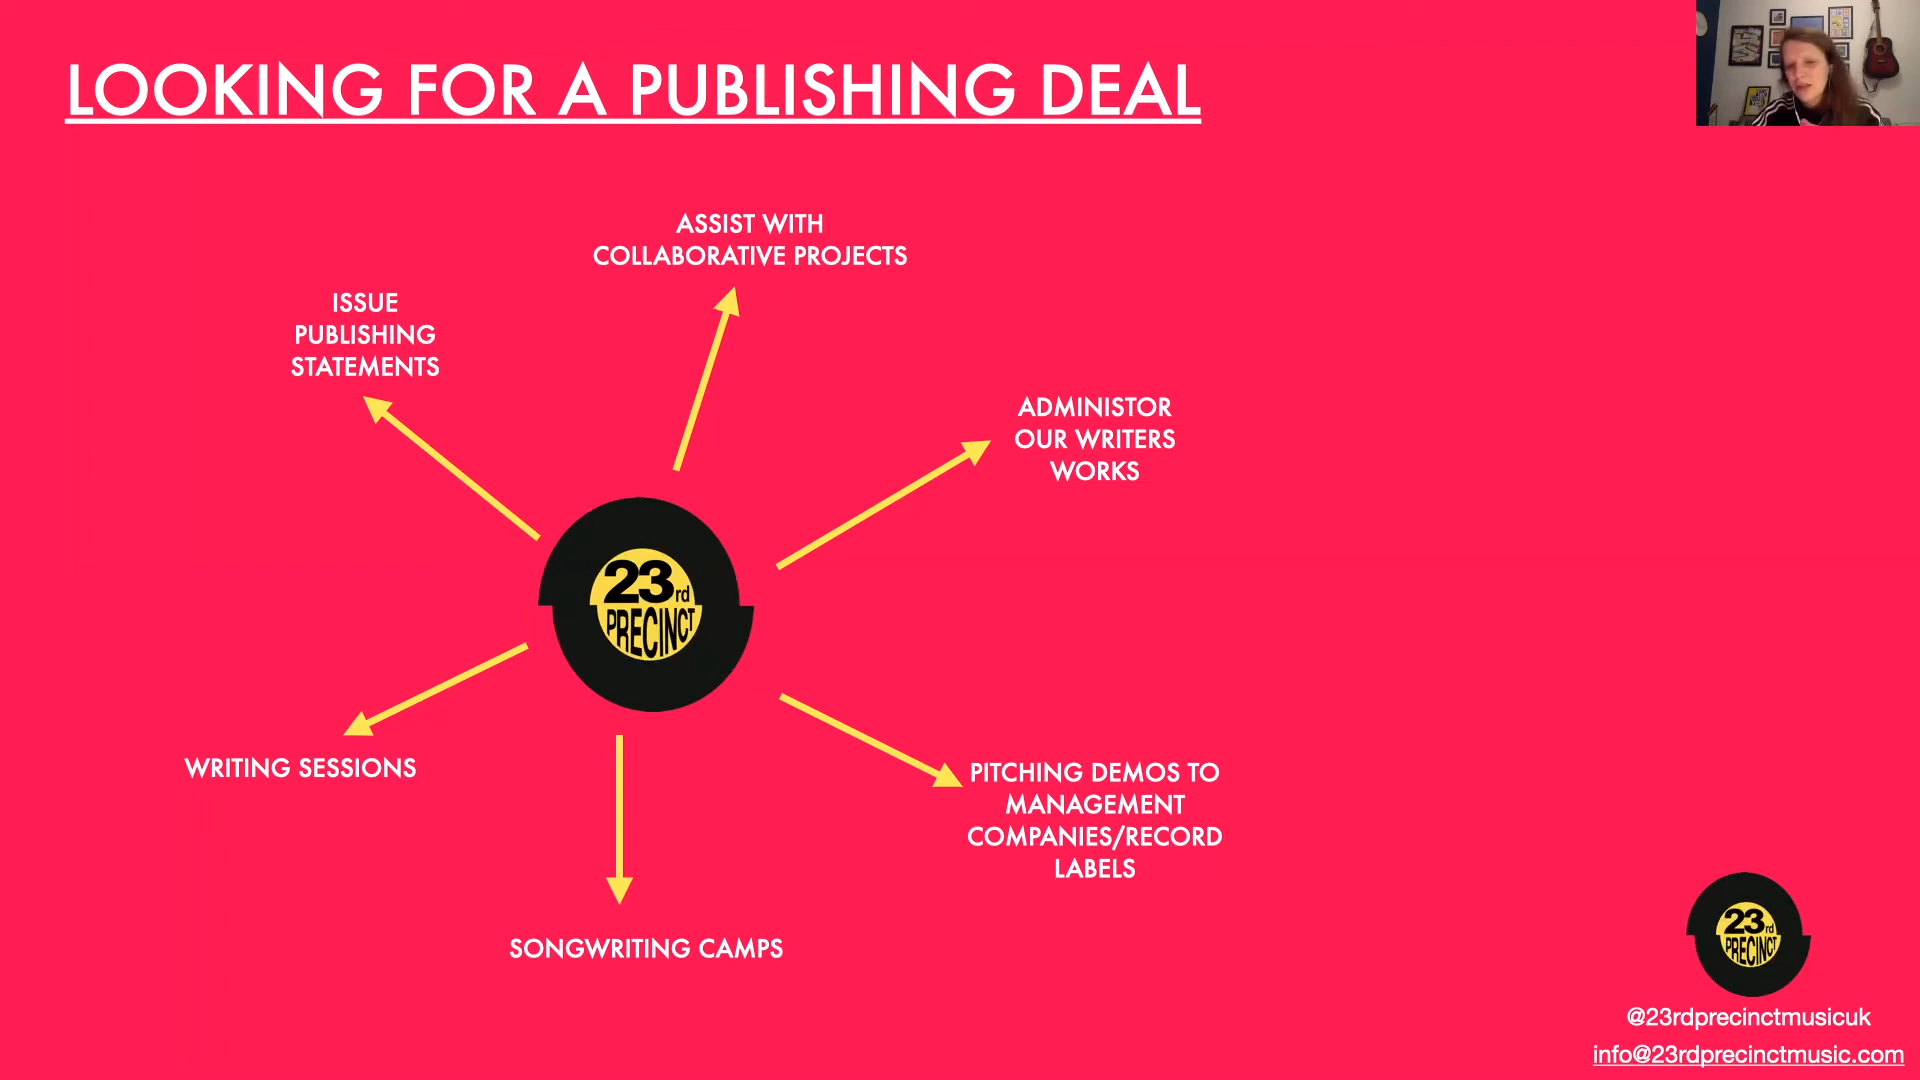 LOOKING FOR A PUBLISHING DEAL
ASSIST WITH
COLLABORATIVE PROJECTS
ISSUE
PUBLISHING
STATEMENTS
ADMINISTOR
OUR WRITERS
WORKS
23rd
PRECINCT
WRITING SESSIONS
PITCHING DEMOS TO
MANAGEMENT
COMPANIES/RECORD
LABELS
SONGWRITING CAMPS
23rd
PRECINCT
@23rdprecinctmusicuk
info@23rdprecinctmusic.com